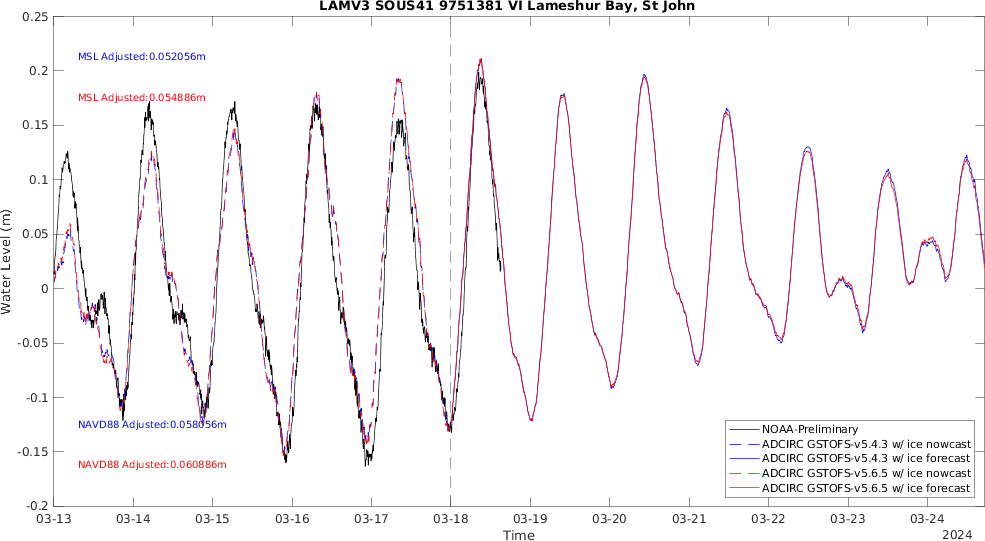 LAMV3 SOUS41 9751381 VI Lameshur Bay, St John
0.25
0.2
0.15
0.1
0.05
0
-0.05
-0.1
-0.15
-0.2
Water Level (m)
MSL Adjusted:0.052056m
MSL Adjusted:0.054886m
NAVD88 Adjusted:0.058056m
NAVD88 Adjusted:0.060886m
NOAA-Preliminary
ADCIRC GSTOFS-v5.4.3 w/ ice nowcast
ADCIRC GSTOFS-v5.4.3 w/ ice forecast
ADCIRC GSTOFS-v5.6.5 w/ ice nowcast
ADCIRC GSTOFS-v5.6.5 w/ ice forecast
03-13 03-14 03-15 03-16 03-17 03-18 03-19 03-20 03-21 03-22 03-23 03-24
Time
2024